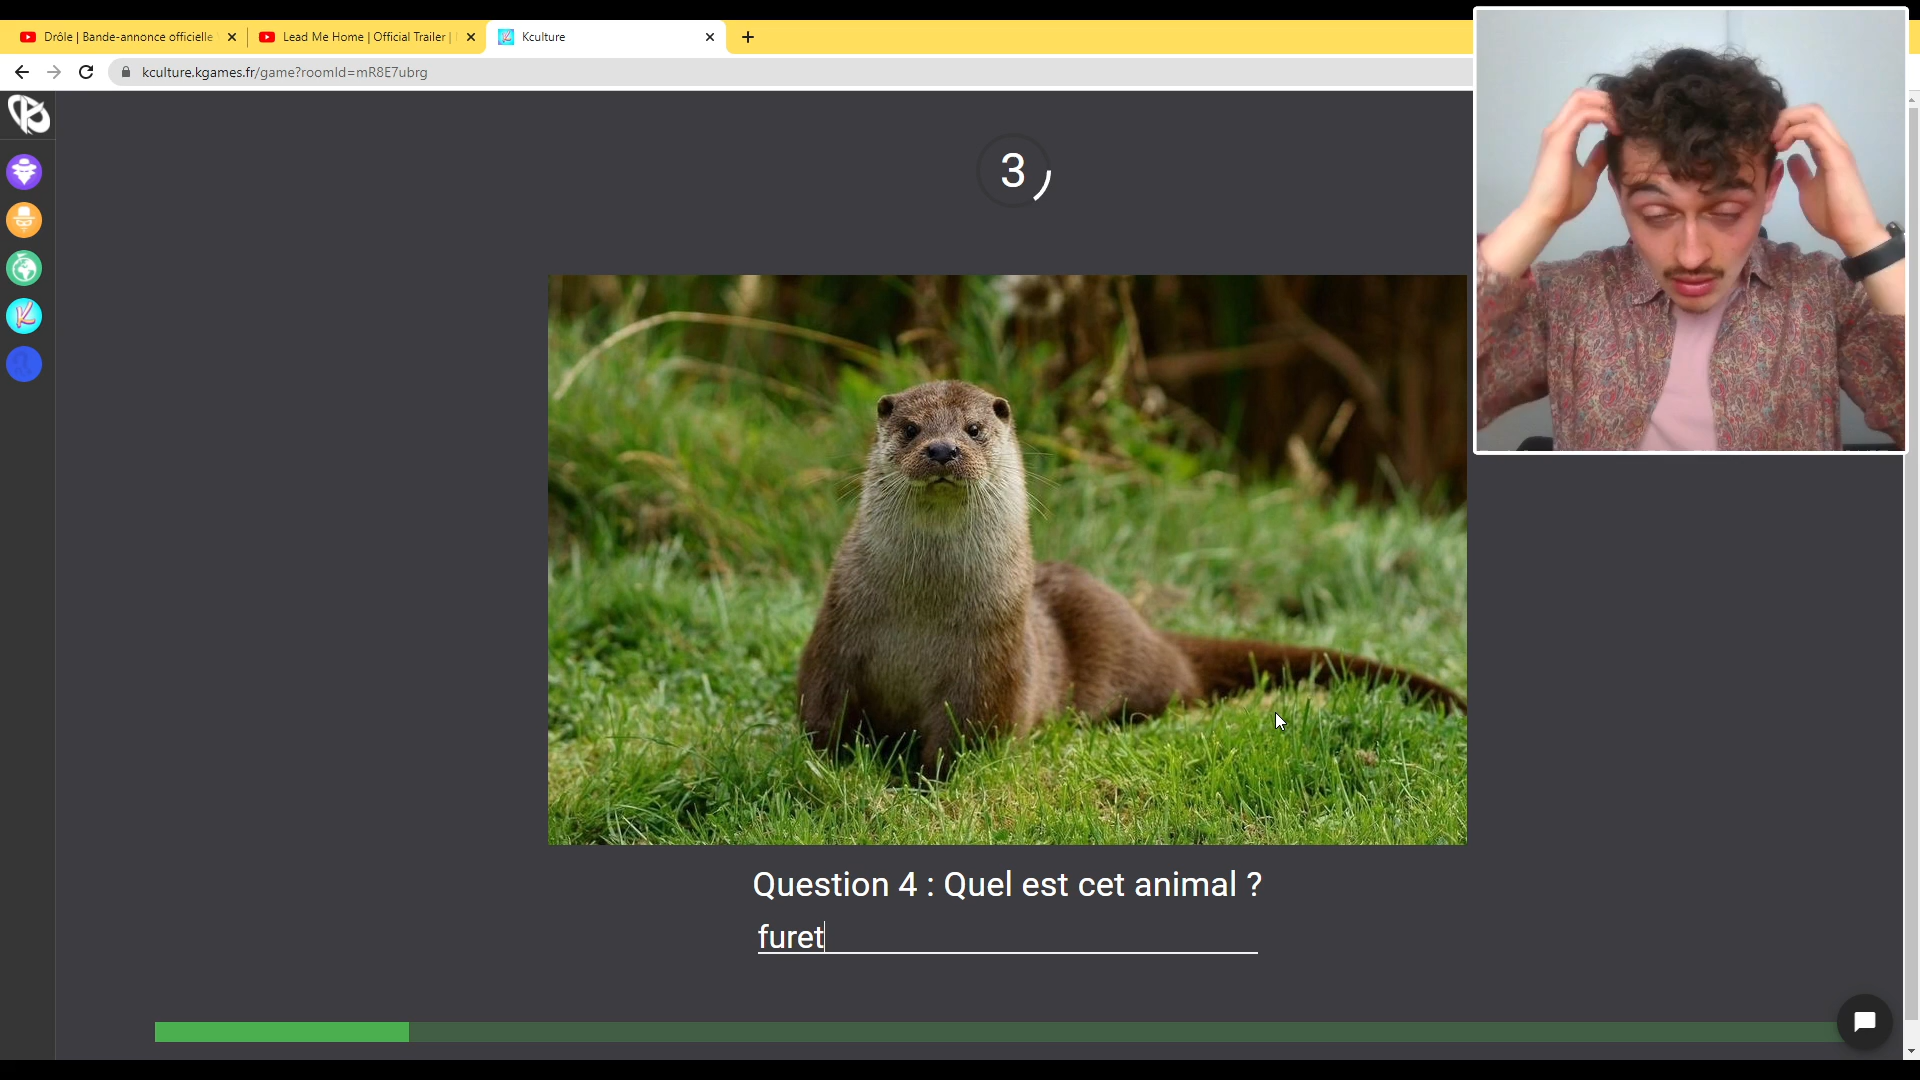 Drôle | Bande-annonce officielle
Lead Me Home | Official Trailer |
Kculture
kculture.kgames.fr/game?roomId=mR8E7ubrg
3
Question 4 : Quel est cet animal ?
furet